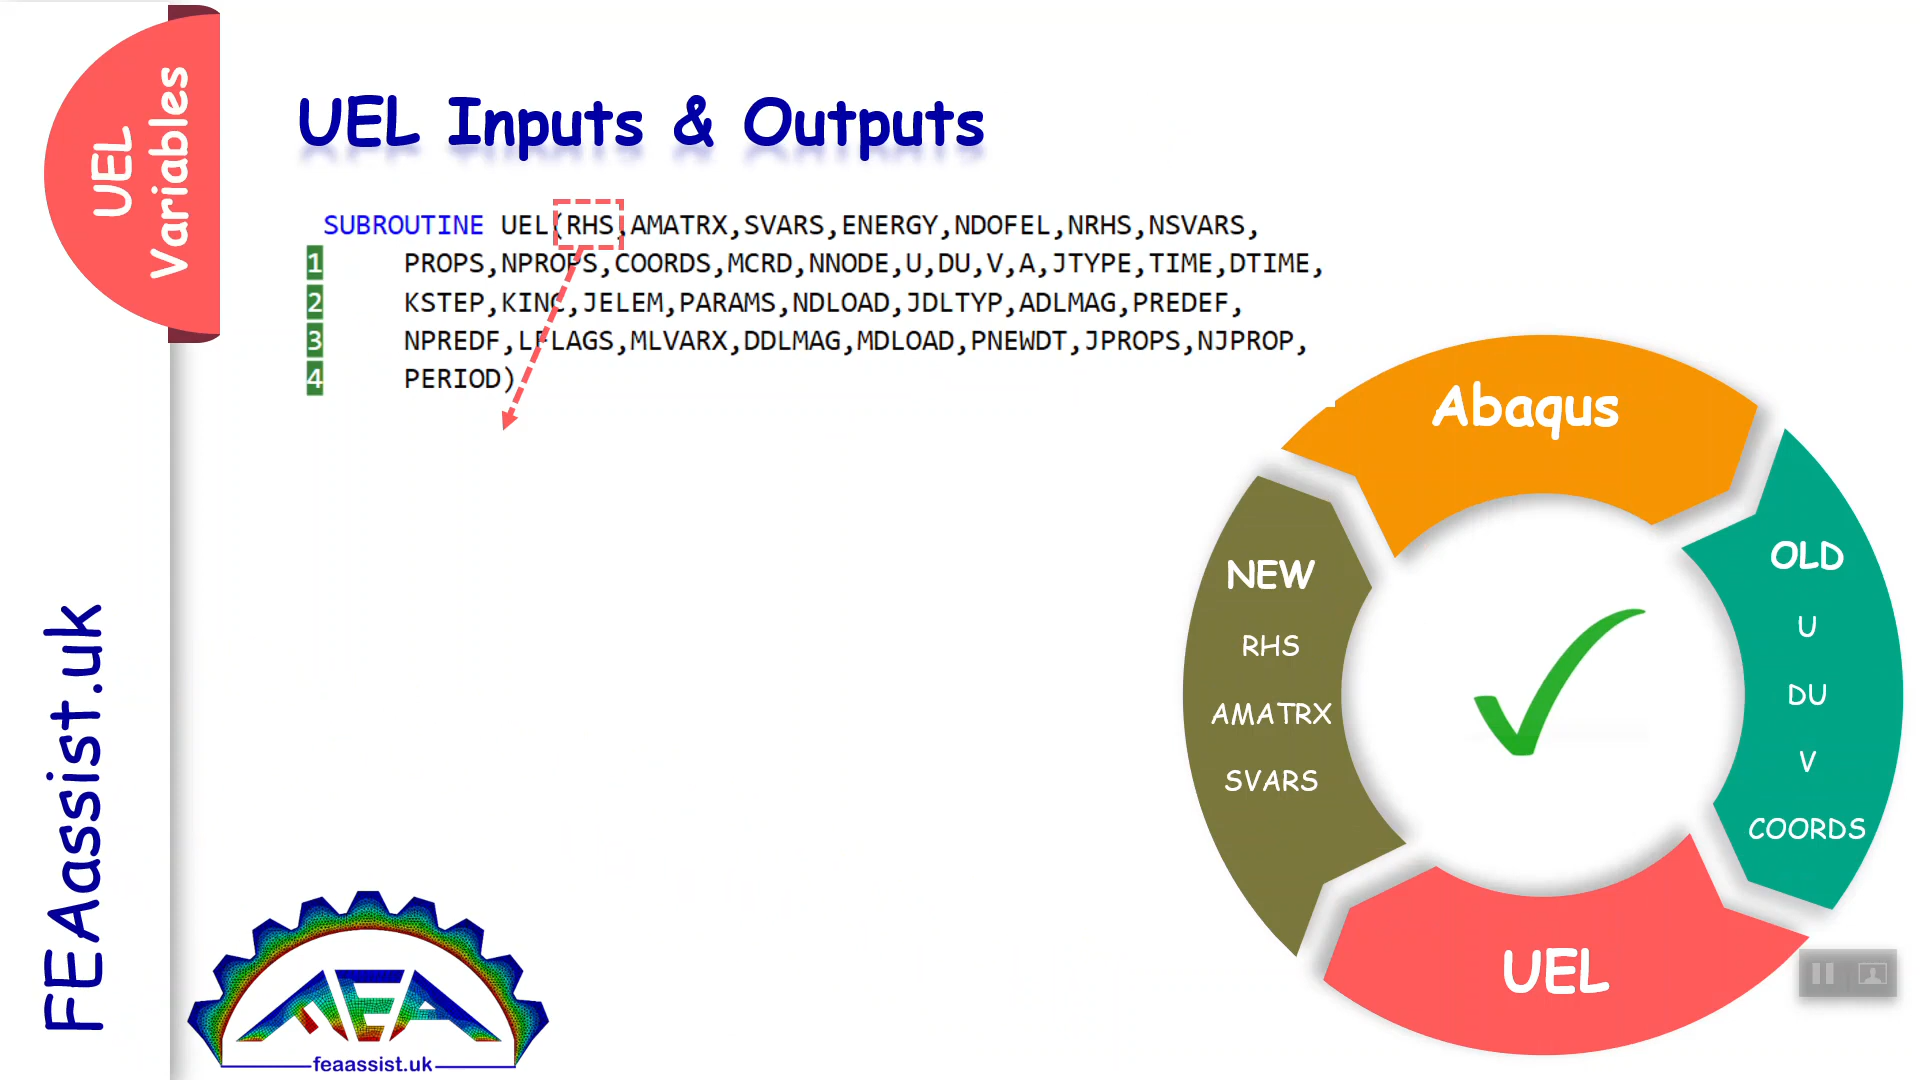 UEL
Variables
UEL Inputs & Outputs
SUBROUTINE UEL(RHS,AMATRX,SVARS,ENERGY,NDOFEL,NRHS,NSVARS,
1 PROPS,NPROPS,COORDS,MCRD,NNODE,U,DU,V,A,JTYPE,TIME,DTIME,
2 KSTEP,KINC,JELEM,PARAMS,NDLOAD,JDLTYP,ADLMAG,PREDEF,
3 NPREDF,LFLAGS,MLVARX,DDLMAG,MDLOAD,PNEWDT,JPROPS,NJPROP,
4 PERIOD)
Abaqus
OLD
U
DU
V
COORDS
UEL
NEW
RHS
AMATRX
SVARS
FEAassist.uk
FEA
feaassist.uk